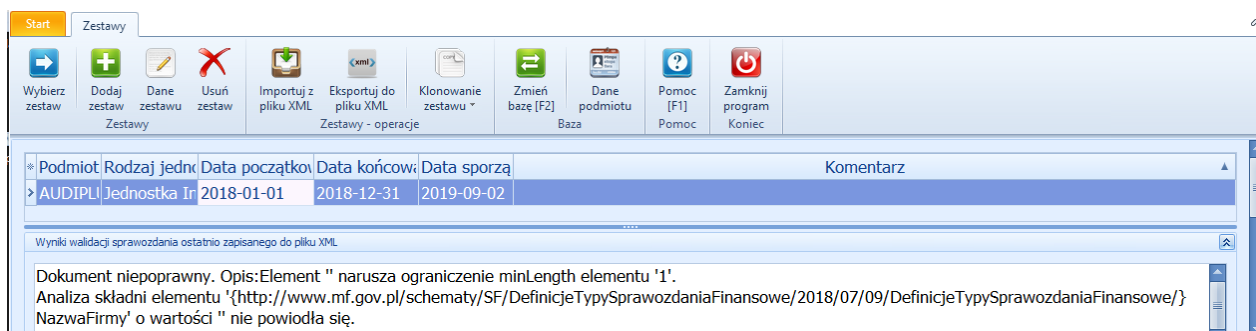 Start Zestawy
Wybierz zestaw Dodaj zestaw Dane zestawu Usuń zestaw Importuj z pliku XML Eksportuj do pliku XML Klonowanie zestawu Zmień bazę [F2] Dane podmiotu Pomoc [F1] Zamknij program
Zestawy Zestawy - operacje Baza Pomoc Koniec
Podmiot Rodzaj jedno Data początkow Data końcowa Data sporzą Komentarz
AUDIPLU Jednostka In 2018-01-01 2018-12-31 2019-09-02
Wyniki walidacji sprawozdania ostatnio zapisanego do pliku XML
Dokument niepoprawny. Opis:Element '' narusza ograniczenie minLength elementu '1'.
Analiza składni elementu '{http://www.mf.gov.pl/schematy/SF/DefinicjeTypySprawozdaniaFinansowe/2018/07/09/DefinicjeTypySprawozdaniaFinansowe/}
NazwaFirmy' o wartości '' nie powiodła się.